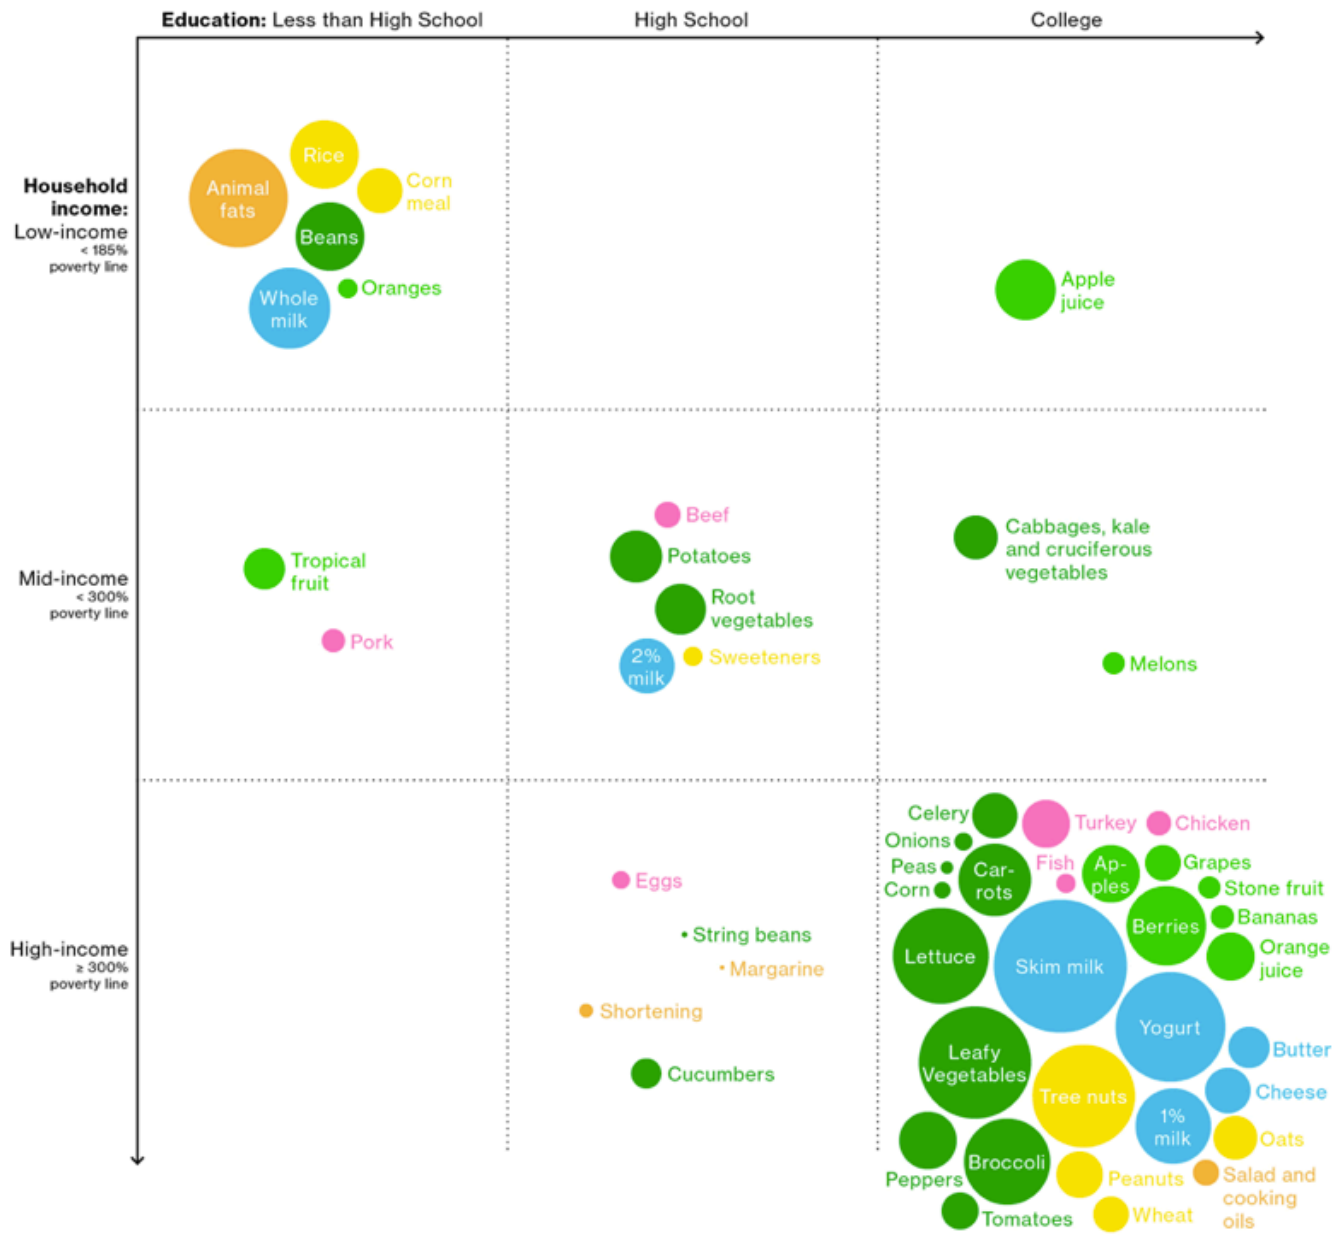 Education: Less than High School
High School
College
Household
income:
Low-income
< 185%
poverty line
Animal
fats
Rice
Corn
meal
Beans
Oranges
Whole
milk
Apple
juice
Mid-income
< 300%
poverty line
Tropical
fruit
Pork
Beef
Potatoes
Root
vegetables
2%
milk
Sweeteners
Cabbages, kale
and cruciferous
vegetables
Melons
High-income
≥ 300%
poverty line
Eggs
String beans
Margarine
Shortening
Cucumbers
Celery
Turkey
Chicken
Onions
Peas
Corn
Car-
rots
Fish
Ap-
ples
Grapes
Stone fruit
Bananas
Berries
Orange
juice
Lettuce
Skim milk
Yogurt
Butter
Leafy
Vegetables
Tree nuts
Cheese
1%
milk
Oats
Peppers
Broccoli
Peanuts
Salad and
cooking
oils
Tomatoes
Wheat